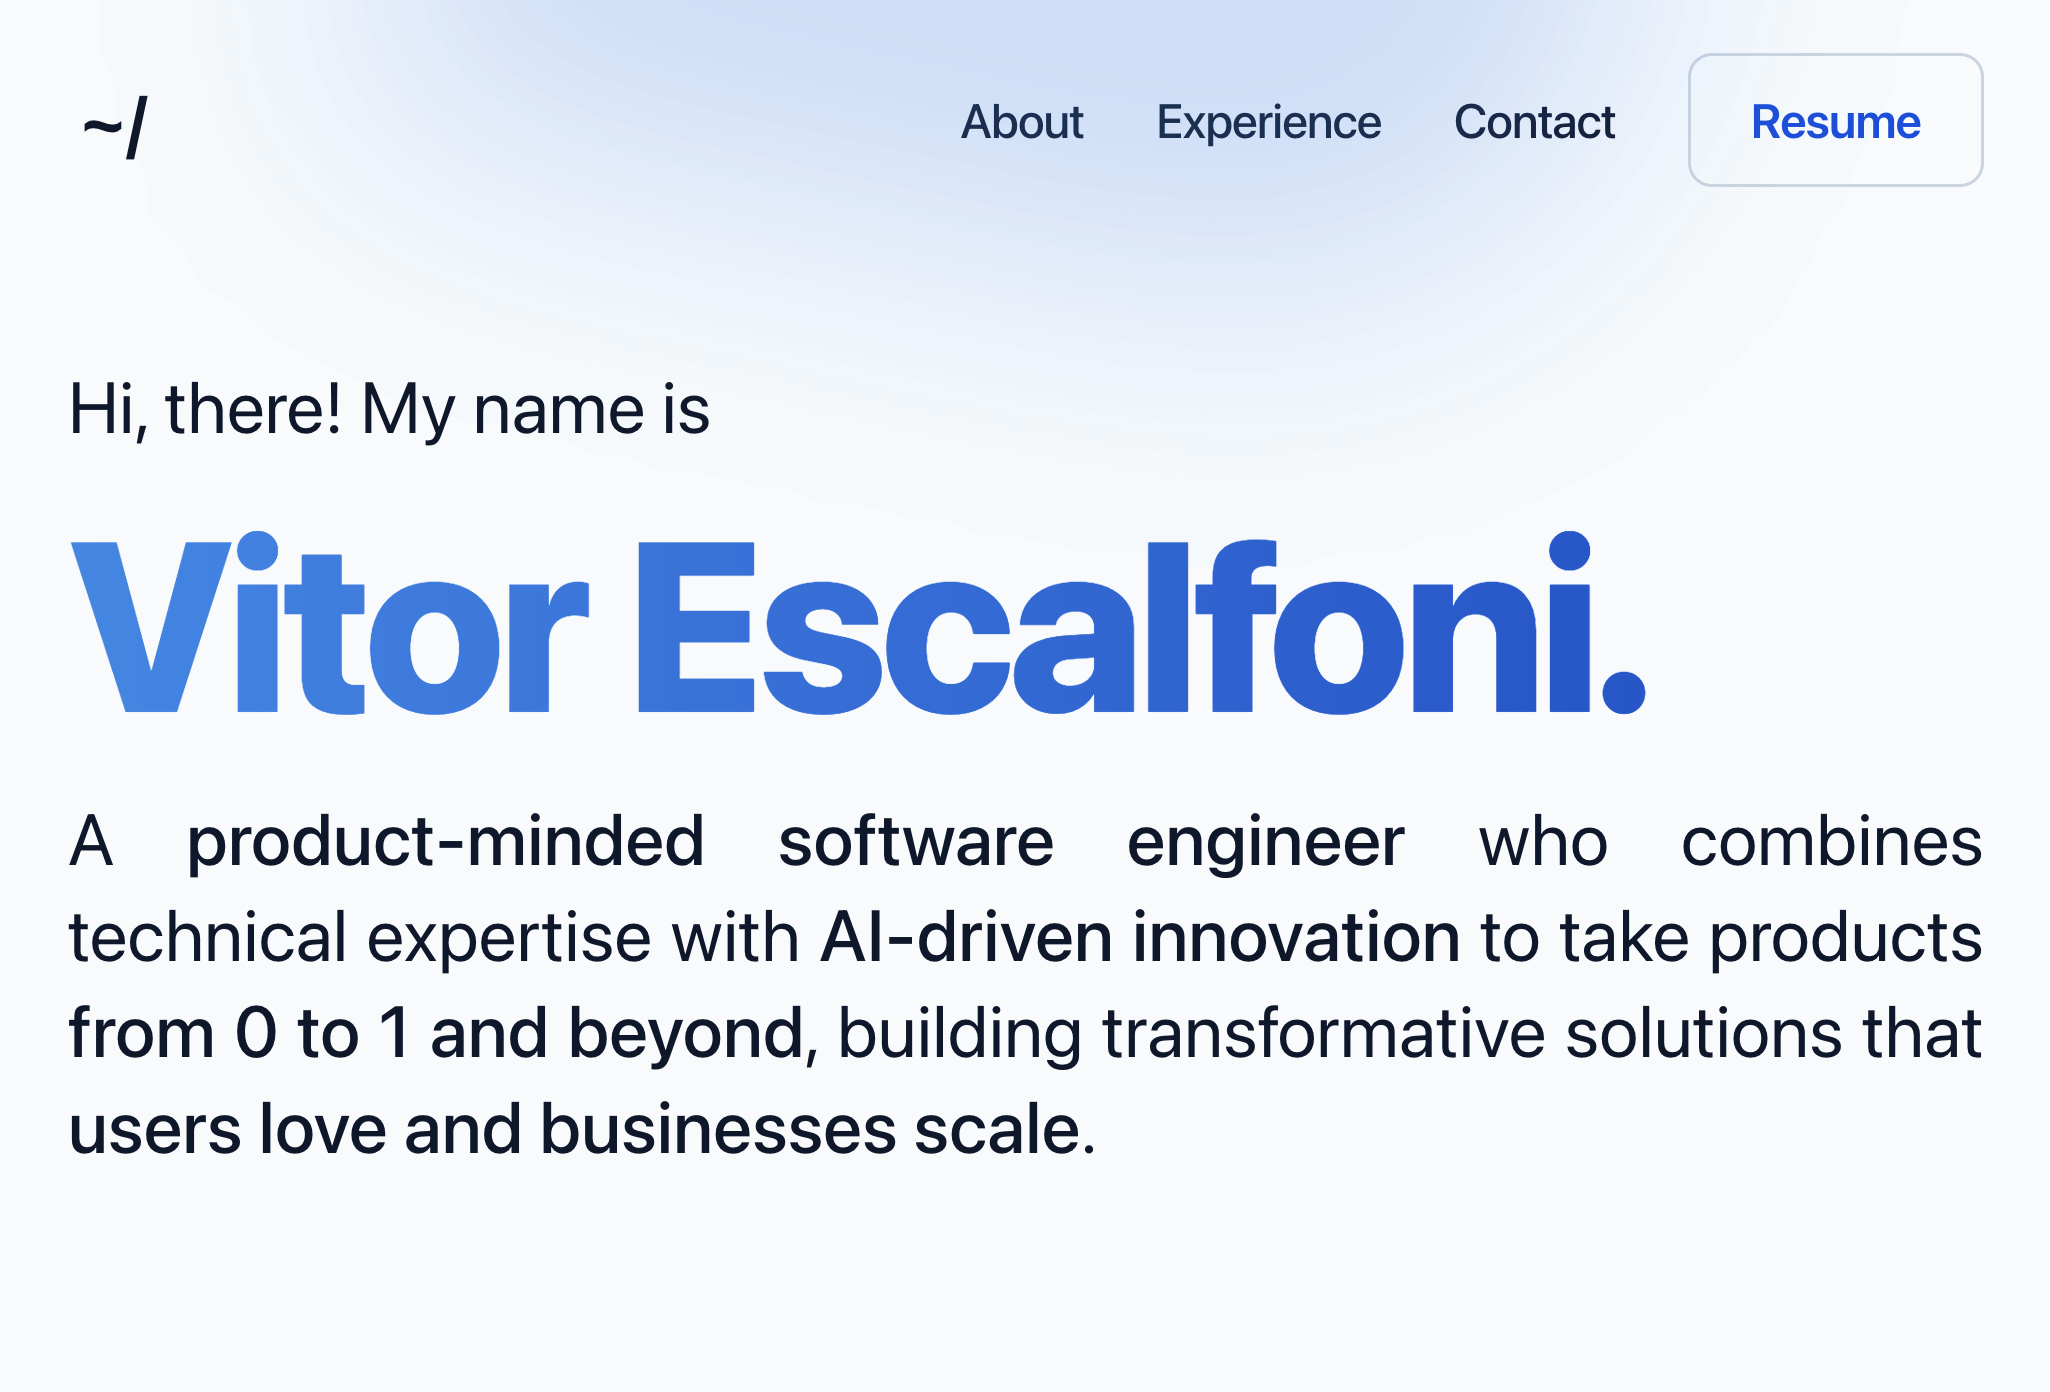 ~/
About Experience Contact Resume
Hi, there! My name is
Vitor Escalfoni.
A product-minded software engineer who combines
technical expertise with AI-driven innovation to take products
from 0 to 1 and beyond, building transformative solutions that
users love and businesses scale.